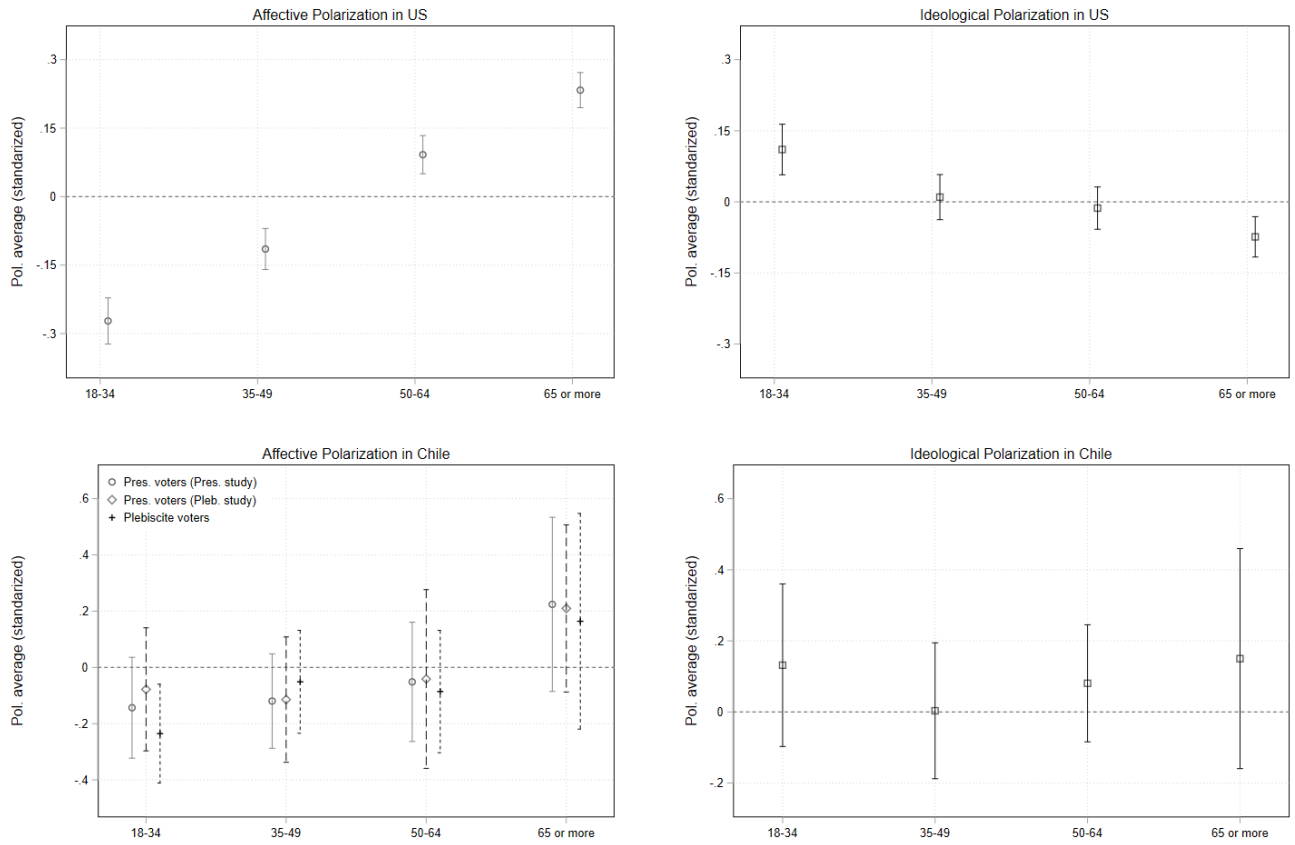 Affective Polarization in US
Pol. average (standarized)
.3
.15
0
-.15
-.3
18-34 35-49 50-64 65 or more
Ideological Polarization in US
Pol. average (standarized)
.3
.15
0
-.15
-.3
18-34 35-49 50-64 65 or more
Affective Polarization in Chile
Pol. average (standarized)
Pres. voters (Pres. study)
Pres. voters (Pleb. study)
Plebiscite voters
.6
.4
.2
0
-.2
-.4
18-34 35-49 50-64 65 or more
Ideological Polarization in Chile
Pol. average (standarized)
.6
.4
.2
0
-.2
18-34 35-49 50-64 65 or more